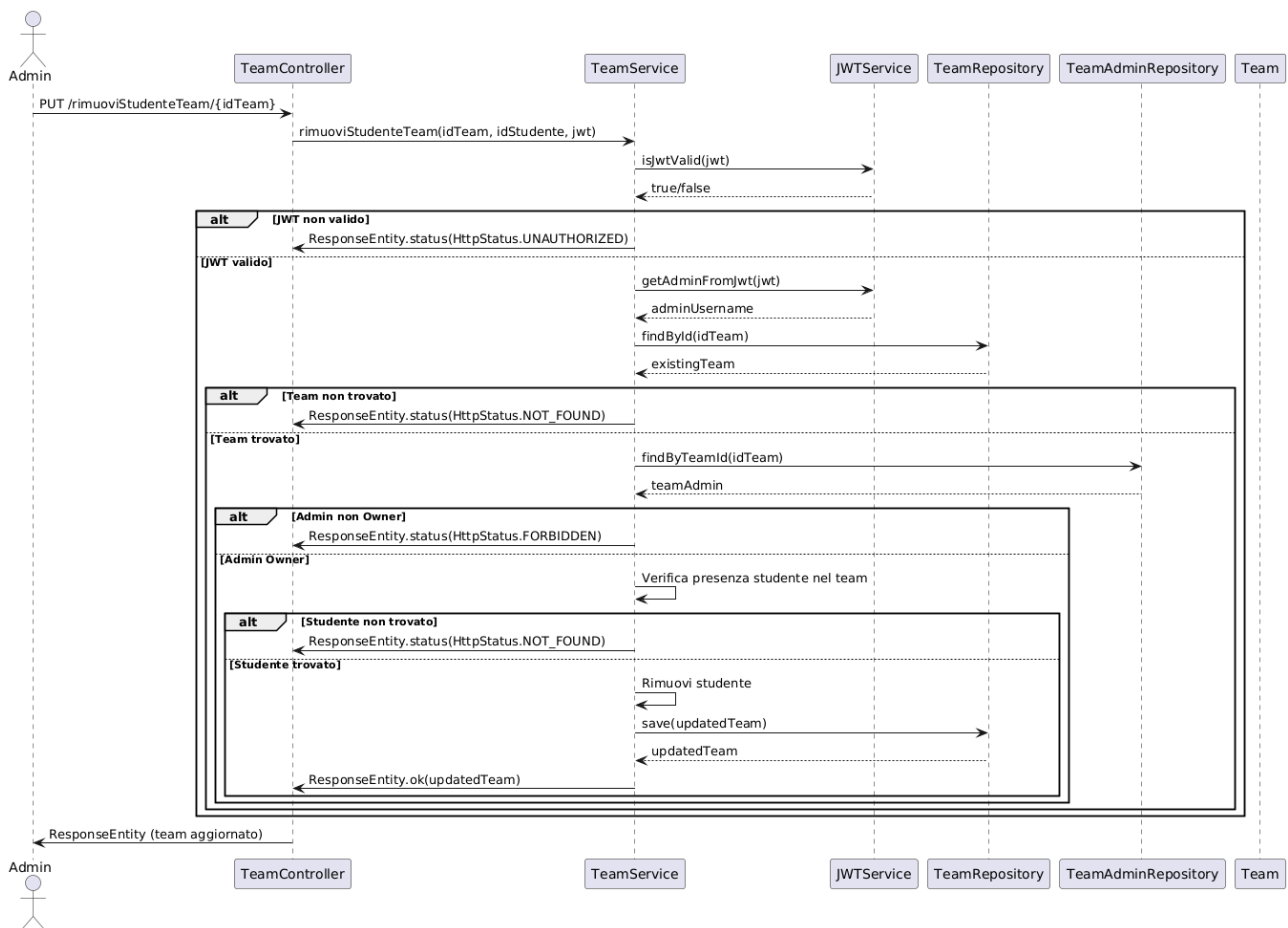 Admin
TeamController
TeamService
JWTService
TeamRepository
TeamAdminRepository
Team
PUT /rimuoviStudenteTeam/{idTeam}
rimuoviStudenteTeam(idTeam, idStudente, jwt)
isJwtValid(jwt)
true/false
alt [JWT non valido]
ResponseEntity.status(HttpStatus.UNAUTHORIZED)
[JWT valido]
getAdminFromJwt(jwt)
adminUsername
findById(idTeam)
existingTeam
alt [Team non trovato]
ResponseEntity.status(HttpStatus.NOT_FOUND)
[Team trovato]
findByTeamId(idTeam)
teamAdmin
alt [Admin non Owner]
ResponseEntity.status(HttpStatus.FORBIDDEN)
[Admin Owner]
Verifica presenza studente nel team
alt [Studente non trovato]
ResponseEntity.status(HttpStatus.NOT_FOUND)
[Studente trovato]
Rimuovi studente
save(updatedTeam)
updatedTeam
ResponseEntity.ok(updatedTeam)
ResponseEntity (team aggiornato)
Admin
TeamController
TeamService
JWTService
TeamRepository
TeamAdminRepository
Team